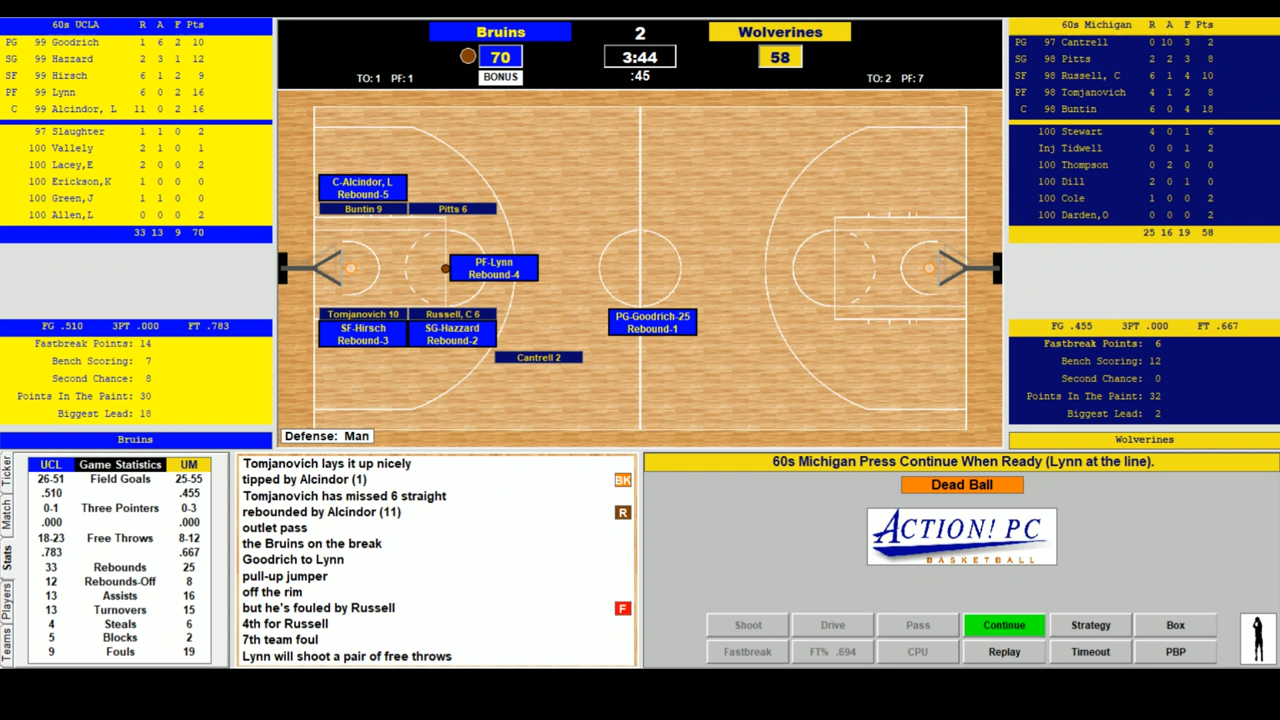 60s UCLA R A F Pts
PG 99 Goodrich 1 6 2 10
SG 99 Hazzard 2 3 1 12
SF 99 Hirsch 6 1 2 9
PF 99 Lynn 6 0 2 16
C 99 Alcindor, L 11 0 2 16
97 Slaughter 1 1 0 2
100 Vallely 2 1 0 1
100 Lacey,E 2 0 0 2
100 Erickson,K 1 0 0 0
100 Green,J 1 1 0 0
100 Allen,L 0 0 0 2
33 13 9 70
FG .510 3PT .000 FT .783
Fastbreak Points: 14
Bench Scoring: 7
Second Chance: 8
Points In The Paint: 30
Biggest Lead: 18
Bruins
Bruins 2 Wolverines
70 3:44 58
BONUS :45
TO: 1 PF: 1 TO: 2 PF: 7
C-Alcindor, L
Rebound-5
Buntin 9 Pitts 6
PF-Lynn
Rebound-4
Tomjanovich 10 Russell, C 6
SF-Hirsch
Rebound-3
SG-Hazzard
Rebound-2
PG-Goodrich-25
Rebound-1
Cantrell 2
Defense: Man
60s Michigan R A F Pts
PG 97 Cantrell 0 10 3 2
SG 98 Pitts 2 2 3 8
SF 98 Russell, C 6 1 4 10
PF 98 Tomjanovich 4 1 2 8
C 98 Buntin 6 0 4 18
100 Stewart 4 0 1 6
Inj Tidwell 0 0 1 2
100 Thompson 0 2 0 0
100 Dill 2 0 1 0
100 Cole 1 0 0 2
100 Darden,O 0 0 0 2
25 16 19 58
FG .455 3PT .000 FT .667
Fastbreak Points: 6
Bench Scoring: 12
Second Chance: 0
Points In The Paint: 32
Biggest Lead: 2
Wolverines
Ticker
Match
Stats
Players
Teams
UCL Game Statistics UM
26-51 Field Goals 25-55
.510 .455
0-1 Three Pointers 0-3
.000 .000
18-23 Free Throws 8-12
.783 .667
33 Rebounds 25
12 Rebounds-Off 8
13 Assists 16
13 Turnovers 15
4 Steals 6
5 Blocks 2
9 Fouls 19
Tomjanovich lays it up nicely
tipped by Alcindor (1) BK
Tomjanovich has missed 6 straight
rebounded by Alcindor (11) R
outlet pass
the Bruins on the break
Goodrich to Lynn
pull-up jumper
off the rim
but he's fouled by Russell F
4th for Russell
7th team foul
Lynn will shoot a pair of free throws
60s Michigan Press Continue When Ready (Lynn at the line).
Dead Ball
ACTION! PC
BASKETBALL
Shoot Drive Pass Continue Strategy Box
Fastbreak FT% .694 CPU Replay Timeout PBP